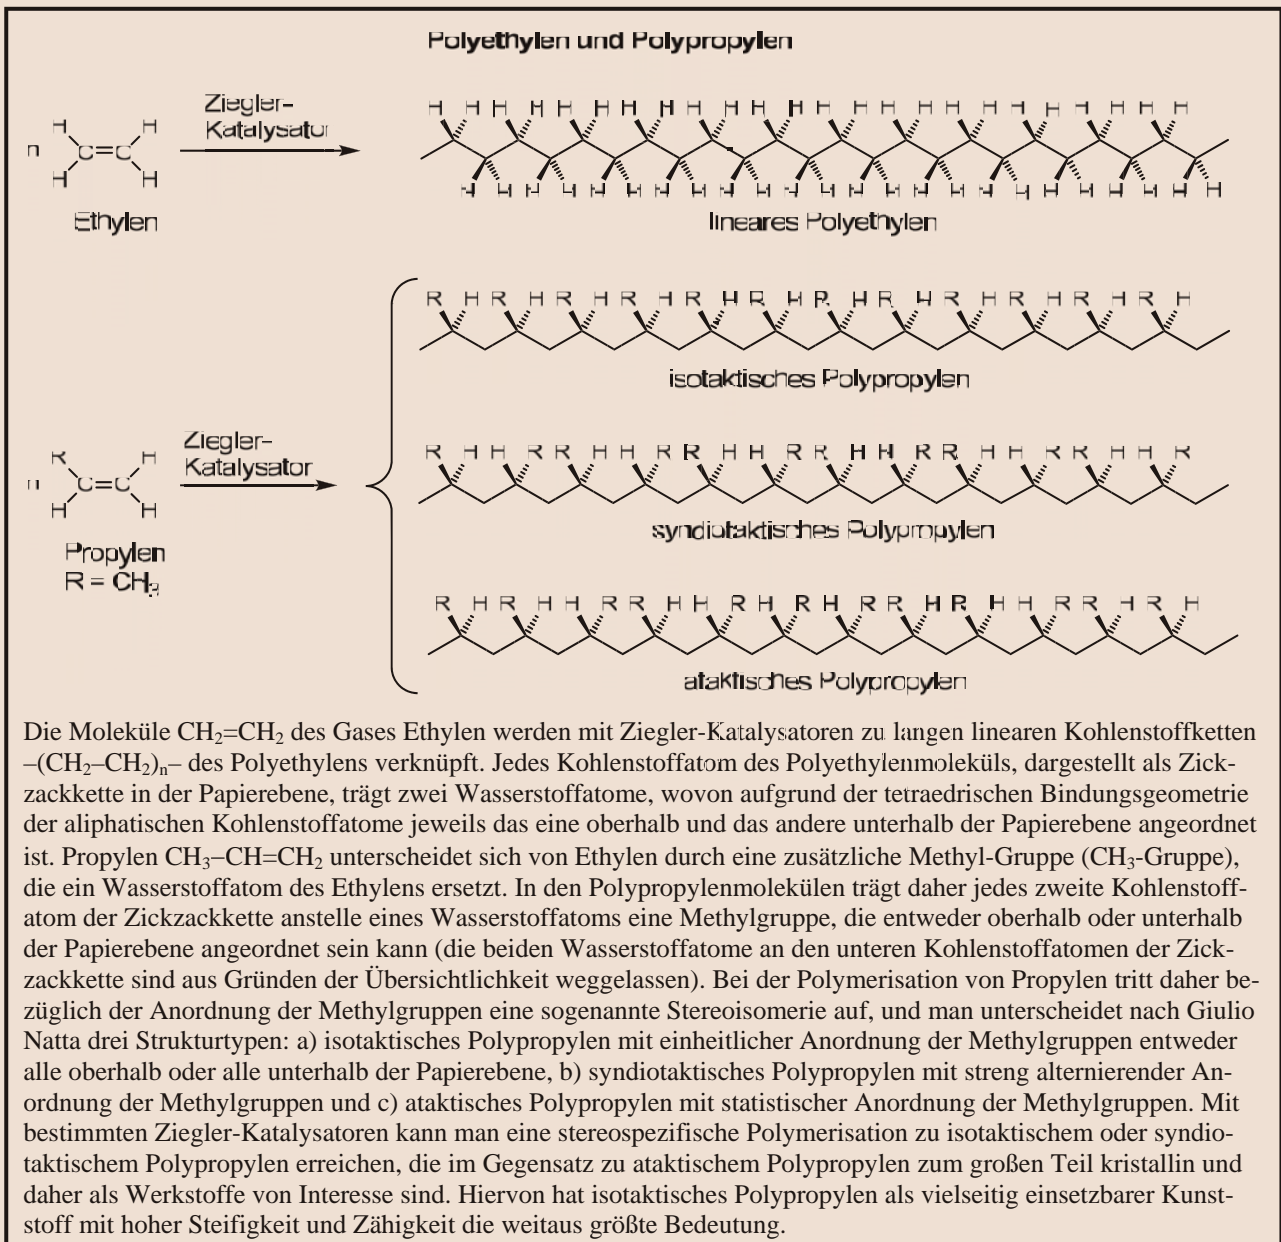 Polyethylen und Polypropylen
Ziegler-
Katalysator
H H H H H H H H H H H H H H H H H H H H H H H H
n
H H
C=C
H H
H H H H H H H H H H H H H H H H H H H H H H H H
Ethylen
lineares Polyethylen
R H R H R H R H R H R H R H R H R H R H R H R H
isotaktisches Polypropylen
Ziegler-
Katalysator
R H H R R H H R R H H R R H H R R H H R R H H R
n
R H
C=C
H H
syndiotaktisches Polypropylen
Propylen
R = CH₃
R H R H H R R H H R H R H R R H R H H R R H R H
ataktisches Polypropylen
Die Moleküle CH₂=CH₂ des Gases Ethylen werden mit Ziegler-Katalysatoren zu langen linearen Kohlenstoffketten
–(CH₂–CH₂)ₙ– des Polyethylens verknüpft. Jedes Kohlenstoffatom des Polyethylenmoleküls, dargestellt als Zick-
zackkette in der Papierebene, trägt zwei Wasserstoffatome, wovon aufgrund der tetraedrischen Bindungsgeometrie
der aliphatischen Kohlenstoffatome jeweils das eine oberhalb und das andere unterhalb der Papierebene angeordnet
ist. Propylen CH₃–CH=CH₂ unterscheidet sich von Ethylen durch eine zusätzliche Methyl-Gruppe (CH₃-Gruppe),
die ein Wasserstoffatom des Ethylens ersetzt. In den Polypropylenmolekülen trägt daher jedes zweite Kohlenstoff-
atom der Zickzackkette anstelle eines Wasserstoffatoms eine Methylgruppe, die entweder oberhalb oder unterhalb
der Papierebene angeordnet sein kann (die beiden Wasserstoffatome an den unteren Kohlenstoffatomen der Zick-
zackkette sind aus Gründen der Übersichtlichkeit weggelassen). Bei der Polymerisation von Propylen tritt daher be-
züglich der Anordnung der Methylgruppen eine sogenannte Stereoisomerie auf, und man unterscheidet nach Giulio
Natta drei Strukturtypen: a) isotaktisches Polypropylen mit einheitlicher Anordnung der Methylgruppen entweder
alle oberhalb oder alle unterhalb der Papierebene, b) syndiotaktisches Polypropylen mit streng alternierender An-
ordnung der Methylgruppen und c) ataktisches Polypropylen mit statistischer Anordnung der Methylgruppen. Mit
bestimmten Ziegler-Katalysatoren kann man eine stereospezifische Polymerisation zu isotaktischem oder syndio-
taktischem Polypropylen erreichen, die im Gegensatz zu ataktischem Polypropylen zum großen Teil kristallin und
daher als Werkstoffe von Interesse sind. Hiervon hat isotaktisches Polypropylen als vielseitig einsetzbarer Kunst-
stoff mit hoher Steifigkeit und Zähigkeit die weitaus größte Bedeutung.